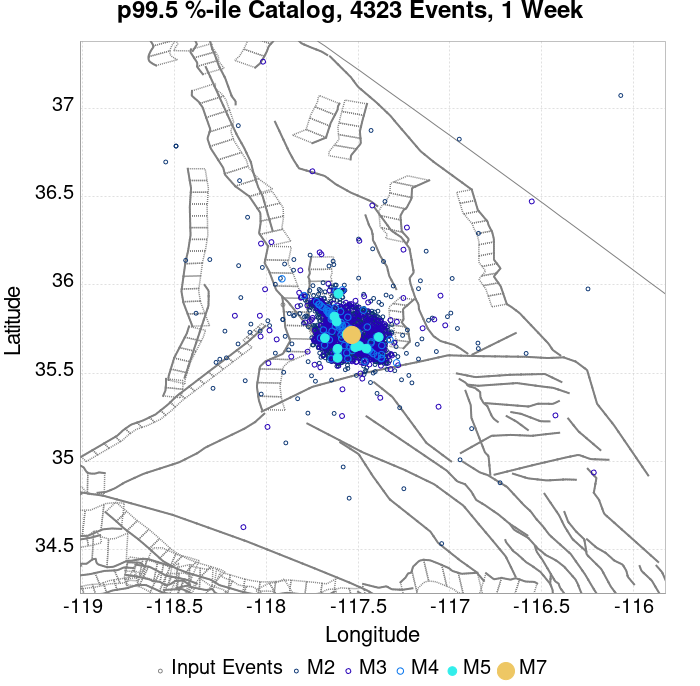 p99.5 %-ile Catalog, 4323 Events, 1 Week
37
36.5
36
35.5
35
34.5
Latitude
-119
-118.5
-118
-117.5
-117
-116.5
-116
Longitude
Input Events
M2
M3
M4
M5
M7